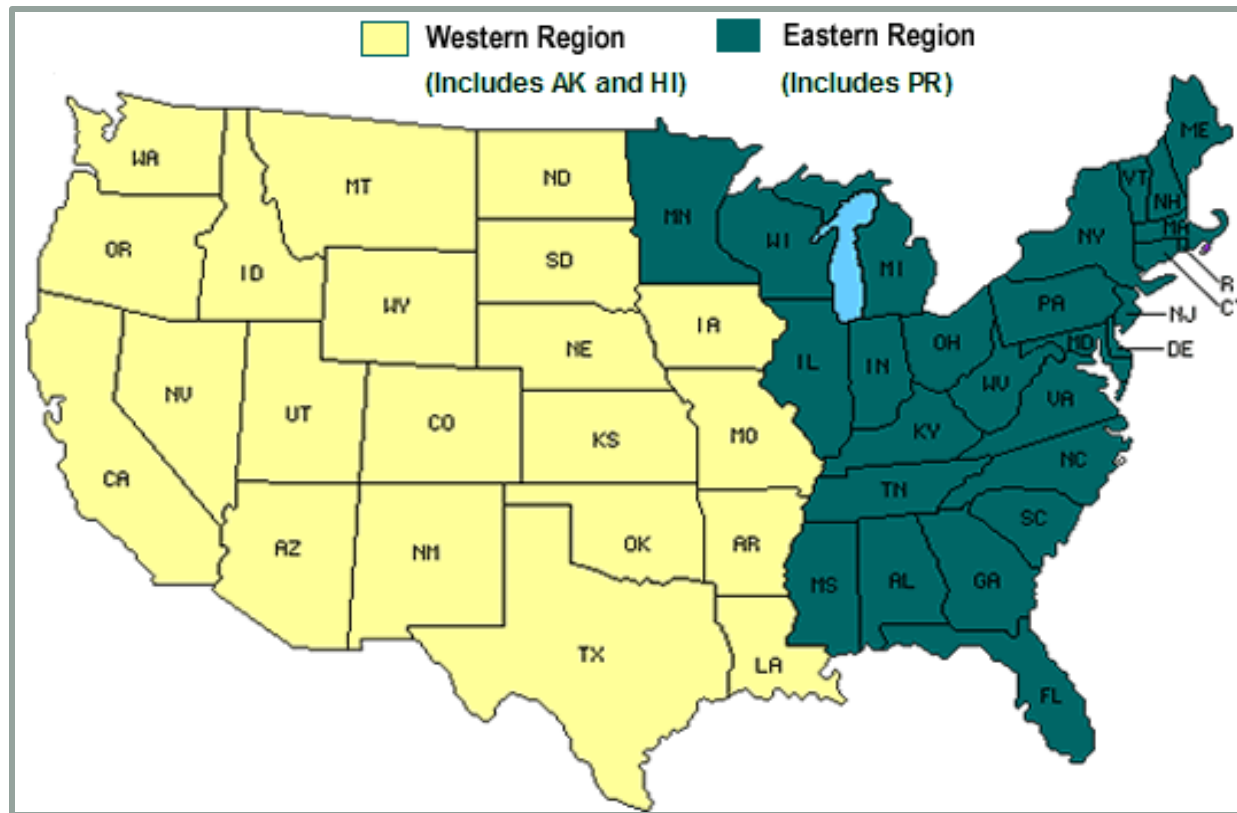 Western Region
(Includes AK and HI)
Eastern Region
(Includes PR)
WA
MT
ND
MN
ME
VT
NH
OR
ID
SD
WI
MI
NY
MA
WY
R
C
IA
PA
NJ
NE
OH
MD
DE
NV
UT
CO
IL
IN
WV
VA
KS
MO
KY
CA
NC
TN
AZ
NM
OK
AR
SC
MS
AL
GA
TX
LA
FL